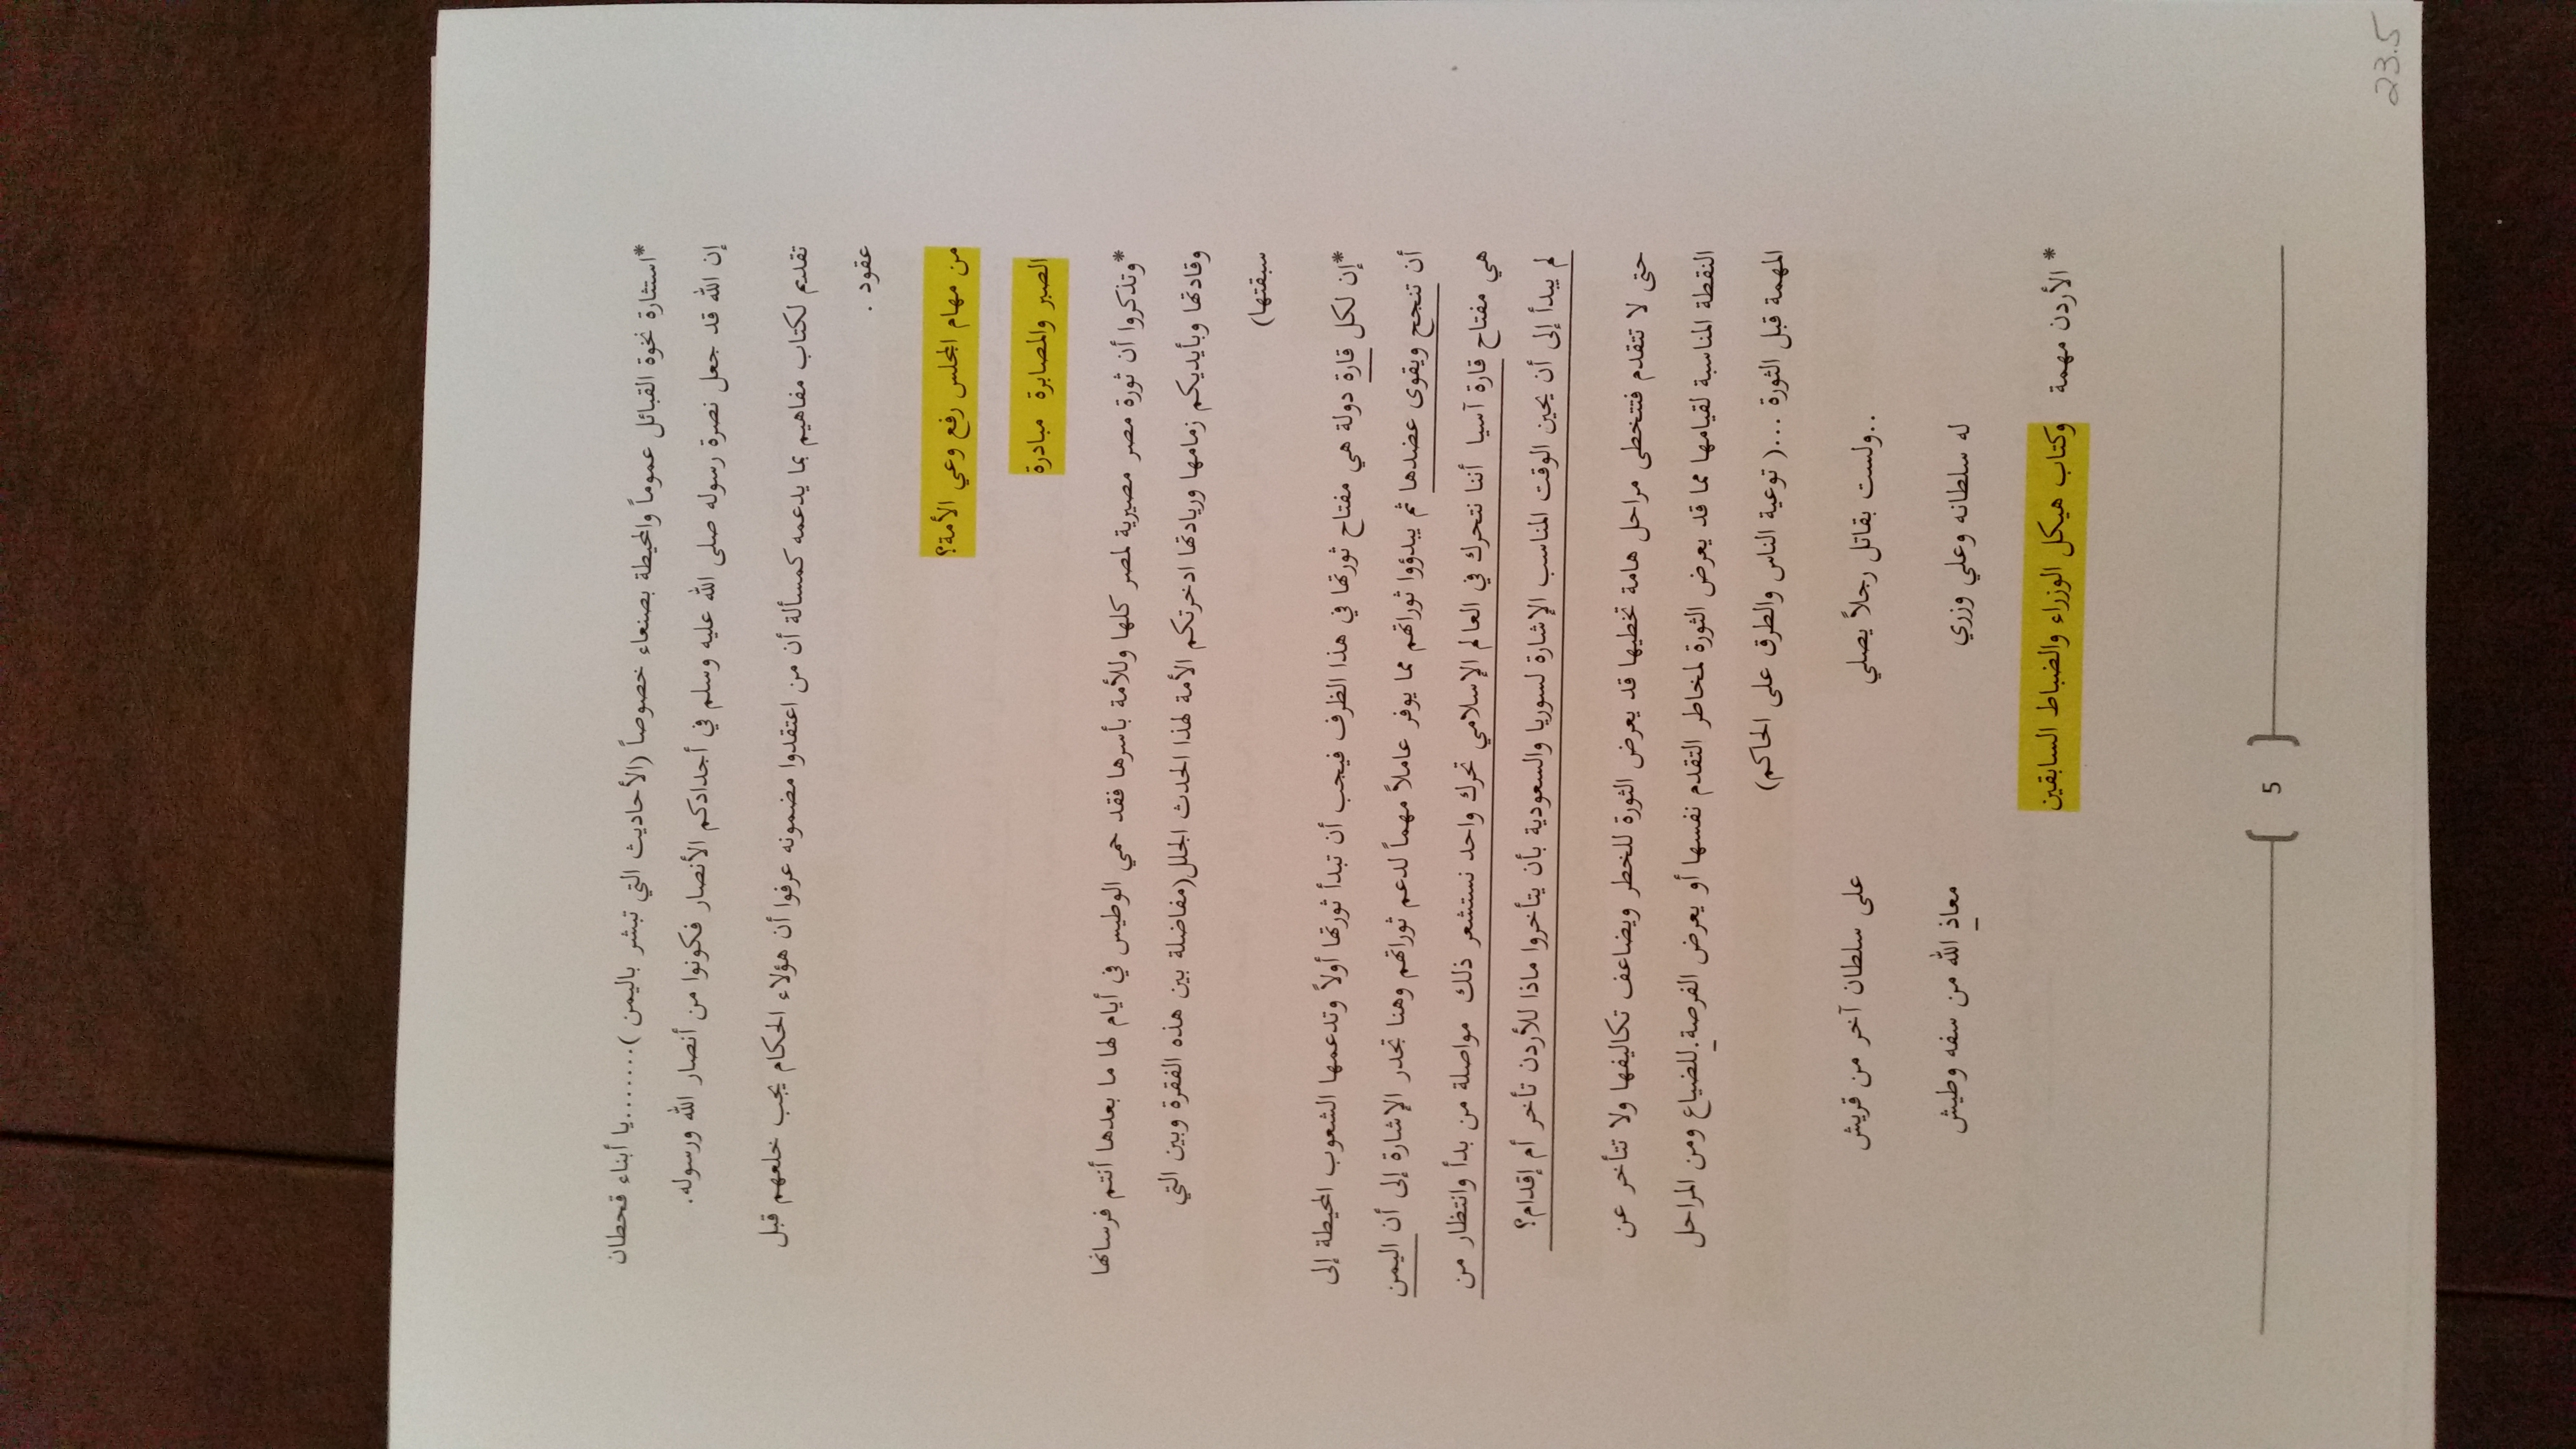 *استثارة نخوة القبائل عموماً والمحيطة بصنعاء خصوصاً (الأحاديث التي تبشر باليمن )........يا أبناء قحطان
إن الله قد جعل نصرة رسوله صلى الله عليه وسلم في أجدادكم الأنصار فكونوا من أنصار الله ورسوله.
تقديم لكتاب مفاهيم بما يدعمه كمسألة أن من اعتقدوا مضمونه عرفوا أن هؤلاء الحكام يجب خلعهم قبل
عقود .
من مهام المجلس رفع وعي الأمة؟
الصبر والمصابرة مبادرة
*وتذكروا أن ثورة مصر مصيرية لمصر كلها وللأمة بأسرها فقد حمي الوطيس في أيام لها ما بعدها أنتم فرسانها
وقادتها وبأيديكم زمامها وريادتها ادخرتكم الأمة لهذا الحدث الجلل(مفاضلة بين هذه الفقرة وبين التي
سبقتها)
*إن لكل قارة دولة هي مفتاح ثورتها في هذا الظرف فيجب أن تبدأ ثورتها أولاً وتدعمها الشعوب المحيطة إلى
أن تنجح ويقوى عضدها ثم يبدؤوا ثوراتهم مما يوفر عاملاً مهماً لدعم ثوراتهم وهنا تجدر الإشارة إلى أن اليمن
هي مفتاح قارة آسيا أننا نتحرك في العالم الإسلامي تحرك واحد نستشعر ذلك مواصلة من بدأ وانتظار من
لم يبدأ إلى أن يحين الوقت المناسب الإشارة لسوريا والسعودية بأن يتأخروا ماذا للأردن تأخر أم إقدام؟
حتى لا تتقدم فتتخطى مراحل هامة تخطيها قد يعرض الثورة للخطر ويضاعف تكاليفها ولا تتأخر عن
النقطة المناسبة لقيامها مما قد يعرض الثورة لمخاطر التقدم نفسها أو يعرض الفرصة.للضياع ومن المراحل
المهمة قبل الثورة ...( توعية الناس والطرق على الحاكم)
..ولست بقاتل رجلاً يصلي على سلطان آخر من قريش
له سلطانه وعلي وزري معاذ الله من سفه وطيش
* الأردن مهمة وكتاب هيكل الوزراء والضباط السابقين
5
23.5